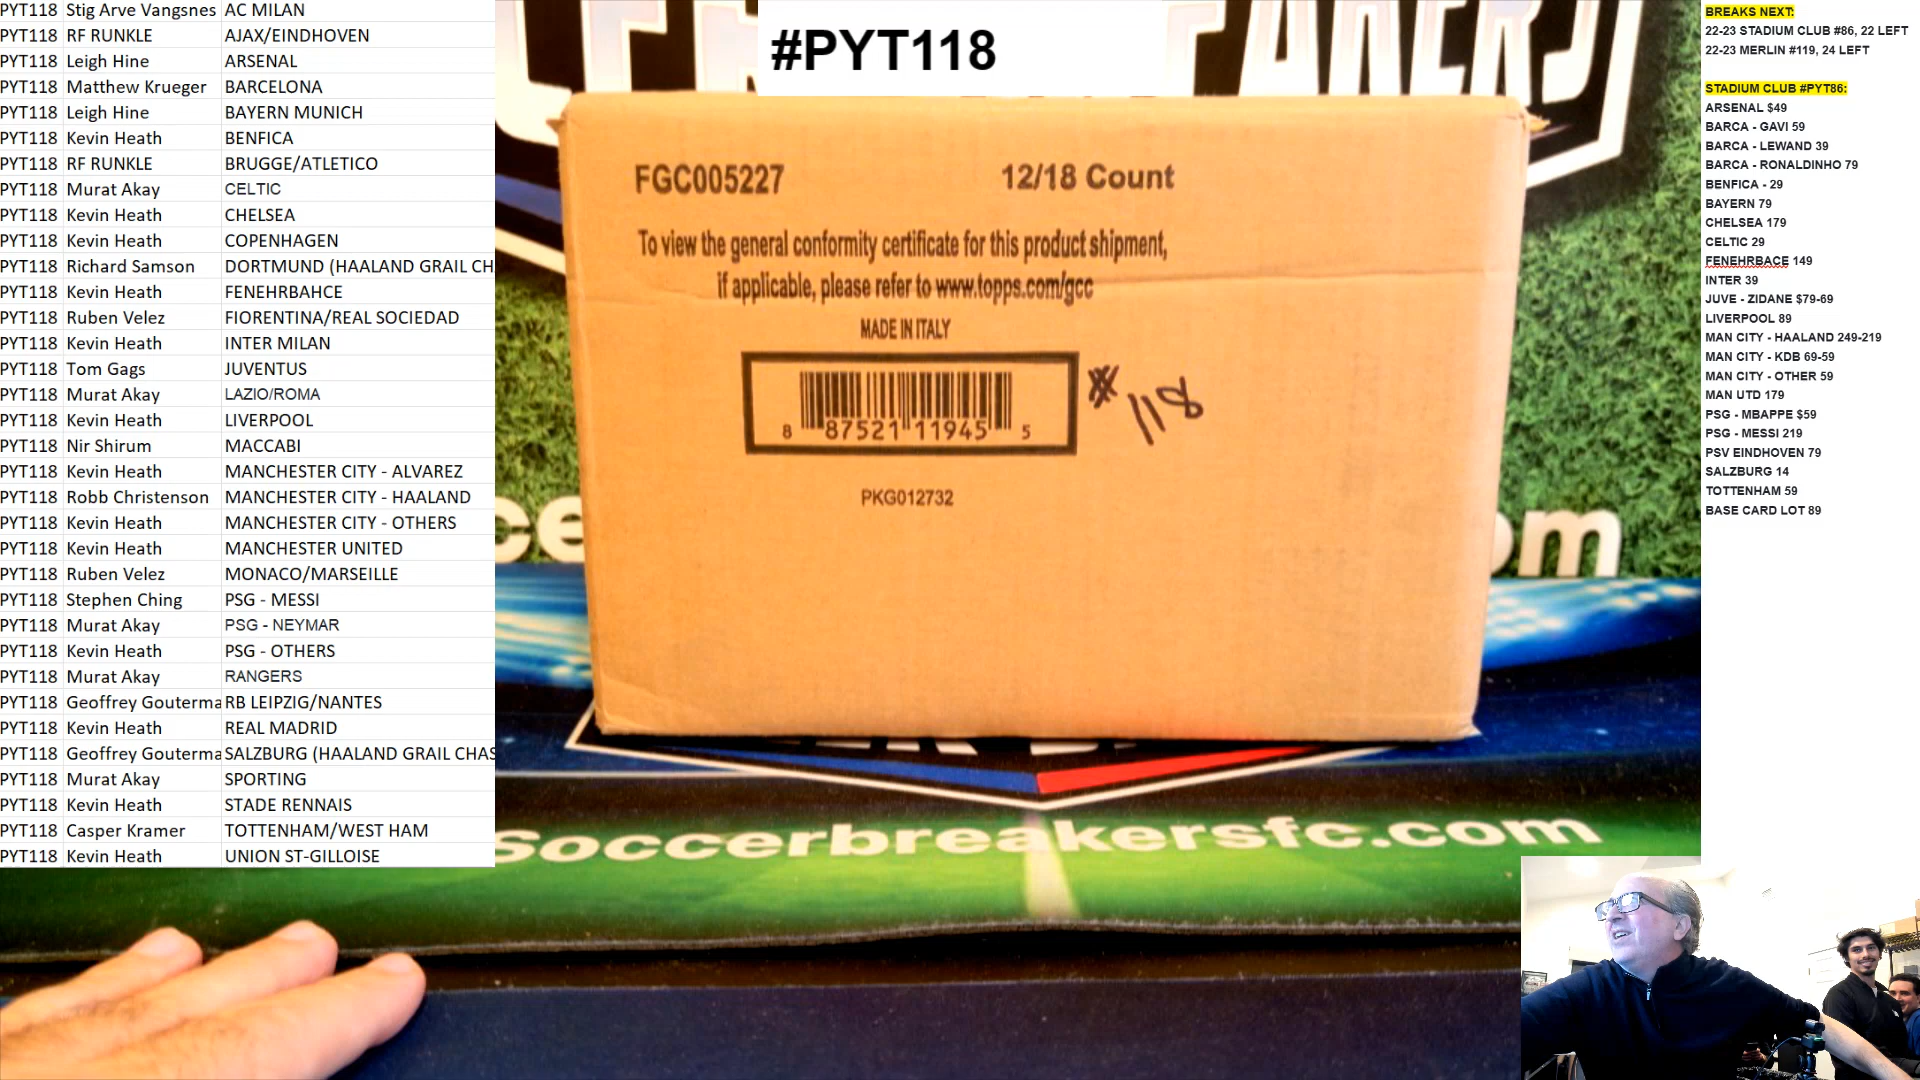 PYT118 Stig Arve Vangsnes AC MILAN
PYT118 RF RUNKLE AJAX/EINDHOVEN
PYT118 Leigh Hine ARSENAL
PYT118 Matthew Krueger BARCELONA
PYT118 Leigh Hine BAYERN MUNICH
PYT118 Kevin Heath BENFICA
PYT118 RF RUNKLE BRUGGE/ATLETICO
PYT118 Murat Akay CELTIC
PYT118 Kevin Heath CHELSEA
PYT118 Kevin Heath COPENHAGEN
PYT118 Richard Samson DORTMUND (HAALAND GRAIL CH
PYT118 Kevin Heath FENEHRBAHCE
PYT118 Ruben Velez FIORENTINA/REAL SOCIEDAD
PYT118 Kevin Heath INTER MILAN
PYT118 Tom Gags JUVENTUS
PYT118 Murat Akay LAZIO/ROMA
PYT118 Kevin Heath LIVERPOOL
PYT118 Nir Shirum MACCABI
PYT118 Kevin Heath MANCHESTER CITY - ALVAREZ
PYT118 Robb Christenson MANCHESTER CITY - HAALAND
PYT118 Kevin Heath MANCHESTER CITY - OTHERS
PYT118 Kevin Heath MANCHESTER UNITED
PYT118 Ruben Velez MONACO/MARSEILLE
PYT118 Stephen Ching PSG - MESSI
PYT118 Murat Akay PSG - NEYMAR
PYT118 Kevin Heath PSG - OTHERS
PYT118 Murat Akay RANGERS
PYT118 Geoffrey Gouterma RB LEIPZIG/NANTES
PYT118 Kevin Heath REAL MADRID
PYT118 Geoffrey Gouterma SALZBURG (HAALAND GRAIL CHAS
PYT118 Murat Akay SPORTING
PYT118 Kevin Heath STADE RENNAIS
PYT118 Casper Kramer TOTTENHAM/WEST HAM
PYT118 Kevin Heath UNION ST-GILLOISE
#PYT118
FGC005227 12/18 Count
To view the general conformity certificate for this product shipment,
if applicable, please refer to www.topps.com/gcc
MADE IN ITALY
8 87521 11945 5
# 118
PKG012732
om
Soccerbreakersfc.com
BREAKS NEXT:
22-23 STADIUM CLUB #86, 22 LEFT
22-23 MERLIN #119, 24 LEFT
STADIUM CLUB #PYT86:
ARSENAL $49
BARCA - GAVI 59
BARCA - LEWAND 39
BARCA - RONALDINHO 79
BENFICA - 29
BAYERN 79
CHELSEA 179
CELTIC 29
FENEHRBACE 149
INTER 39
JUVE - ZIDANE $79-69
LIVERPOOL 89
MAN CITY - HAALAND 249-219
MAN CITY - KDB 69-59
MAN CITY - OTHER 59
MAN UTD 179
PSG - MBAPPE $59
PSG - MESSI 219
PSV EINDHOVEN 79
SALZBURG 14
TOTTENHAM 59
BASE CARD LOT 89